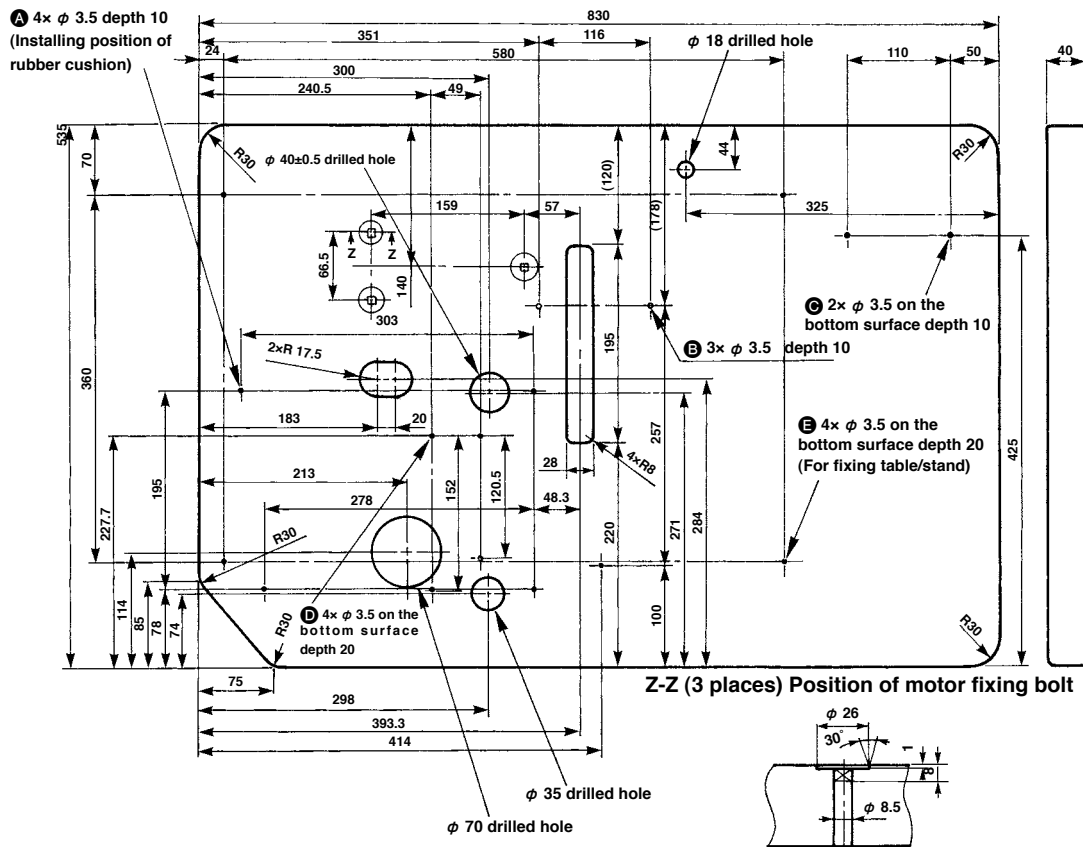 A 4× φ 3.5 depth 10
(Installing position of
rubber cushion)
830
351
116
φ 18 drilled hole
24
580
110
50
40
300
240.5
49
535
70
R30
φ 40±0.5 drilled hole
(120)
(178)
44
R30
159
57
325
Z
Z
66.5
140
C 2× φ 3.5 on the
bottom surface depth 10
303
195
B 3× φ 3.5 depth 10
2×R 17.5
360
183
20
257
E 4× φ 3.5 on the
bottom surface depth 20
(For fixing table/stand)
425
28
4×R8
213
195
152
120.5
271
284
278
48.3
227.7
220
R30
114
85
78
74
D 4× φ 3.5 on the
bottom surface
depth 20
R30
100
R30
75
Z-Z (3 places) Position of motor fixing bolt
298
393.3
φ 26
414
30°
1
8
φ 35 drilled hole
φ 8.5
φ 70 drilled hole